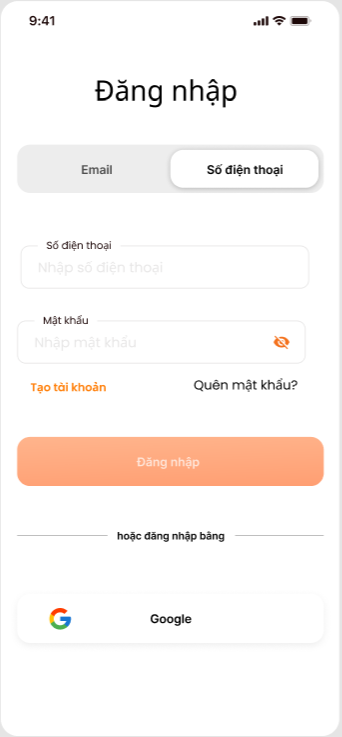 9:41
Đăng nhập
Email
Số điện thoại
Số điện thoại
Nhập số điện thoại
Mật khẩu
Nhập mật khẩu
Tạo tài khoản
Quên mật khẩu?
Đăng nhập
hoặc đăng nhập bằng
Google